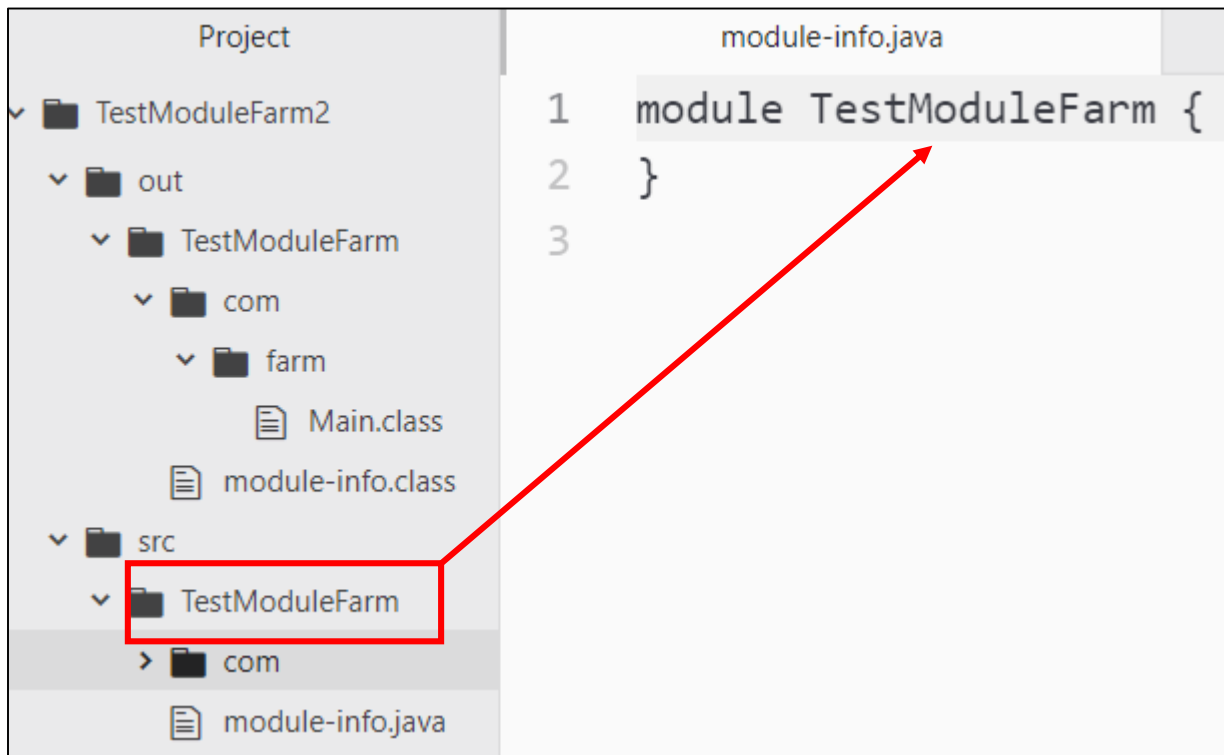 Project
TestModuleFarm2
out
TestModuleFarm
com
farm
Main.class
module-info.class
src
TestModuleFarm
com
module-info.java
module-info.java
1 module TestModuleFarm {
2 }
3